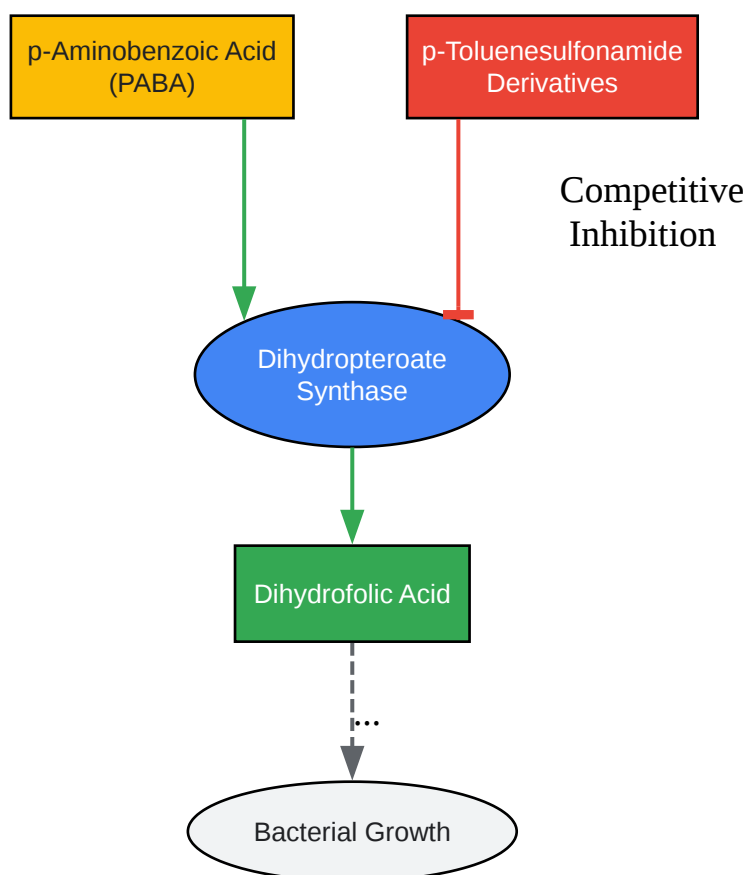 p-Aminobenzoic Acid
(PABA)
p-Toluenesulfonamide
Derivatives
Competitive
Inhibition
Dihydropteroate
Synthase
Dihydrofolic Acid
...
Bacterial Growth